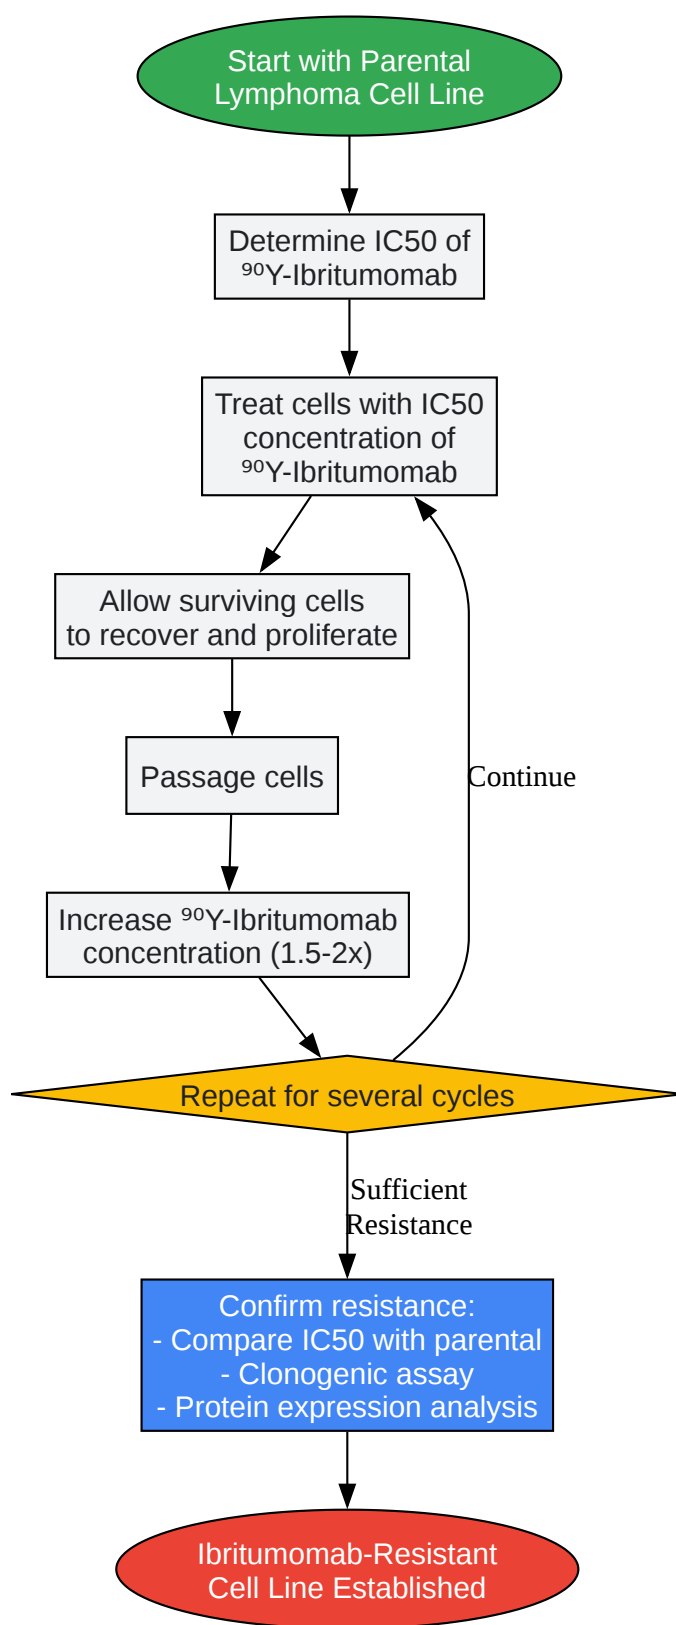 Start with Parental
Lymphoma Cell Line
Determine IC50 of
⁹⁰Y-Ibritumomab
Treat cells with IC50
concentration of
⁹⁰Y-Ibritumomab
Allow surviving cells
to recover and proliferate
Passage cells
Continue
Increase ⁹⁰Y-Ibritumomab
concentration (1.5-2x)
Repeat for several cycles
Sufficient
Resistance
Confirm resistance:
- Compare IC50 with parental
- Clonogenic assay
- Protein expression analysis
Ibritumomab-Resistant
Cell Line Established